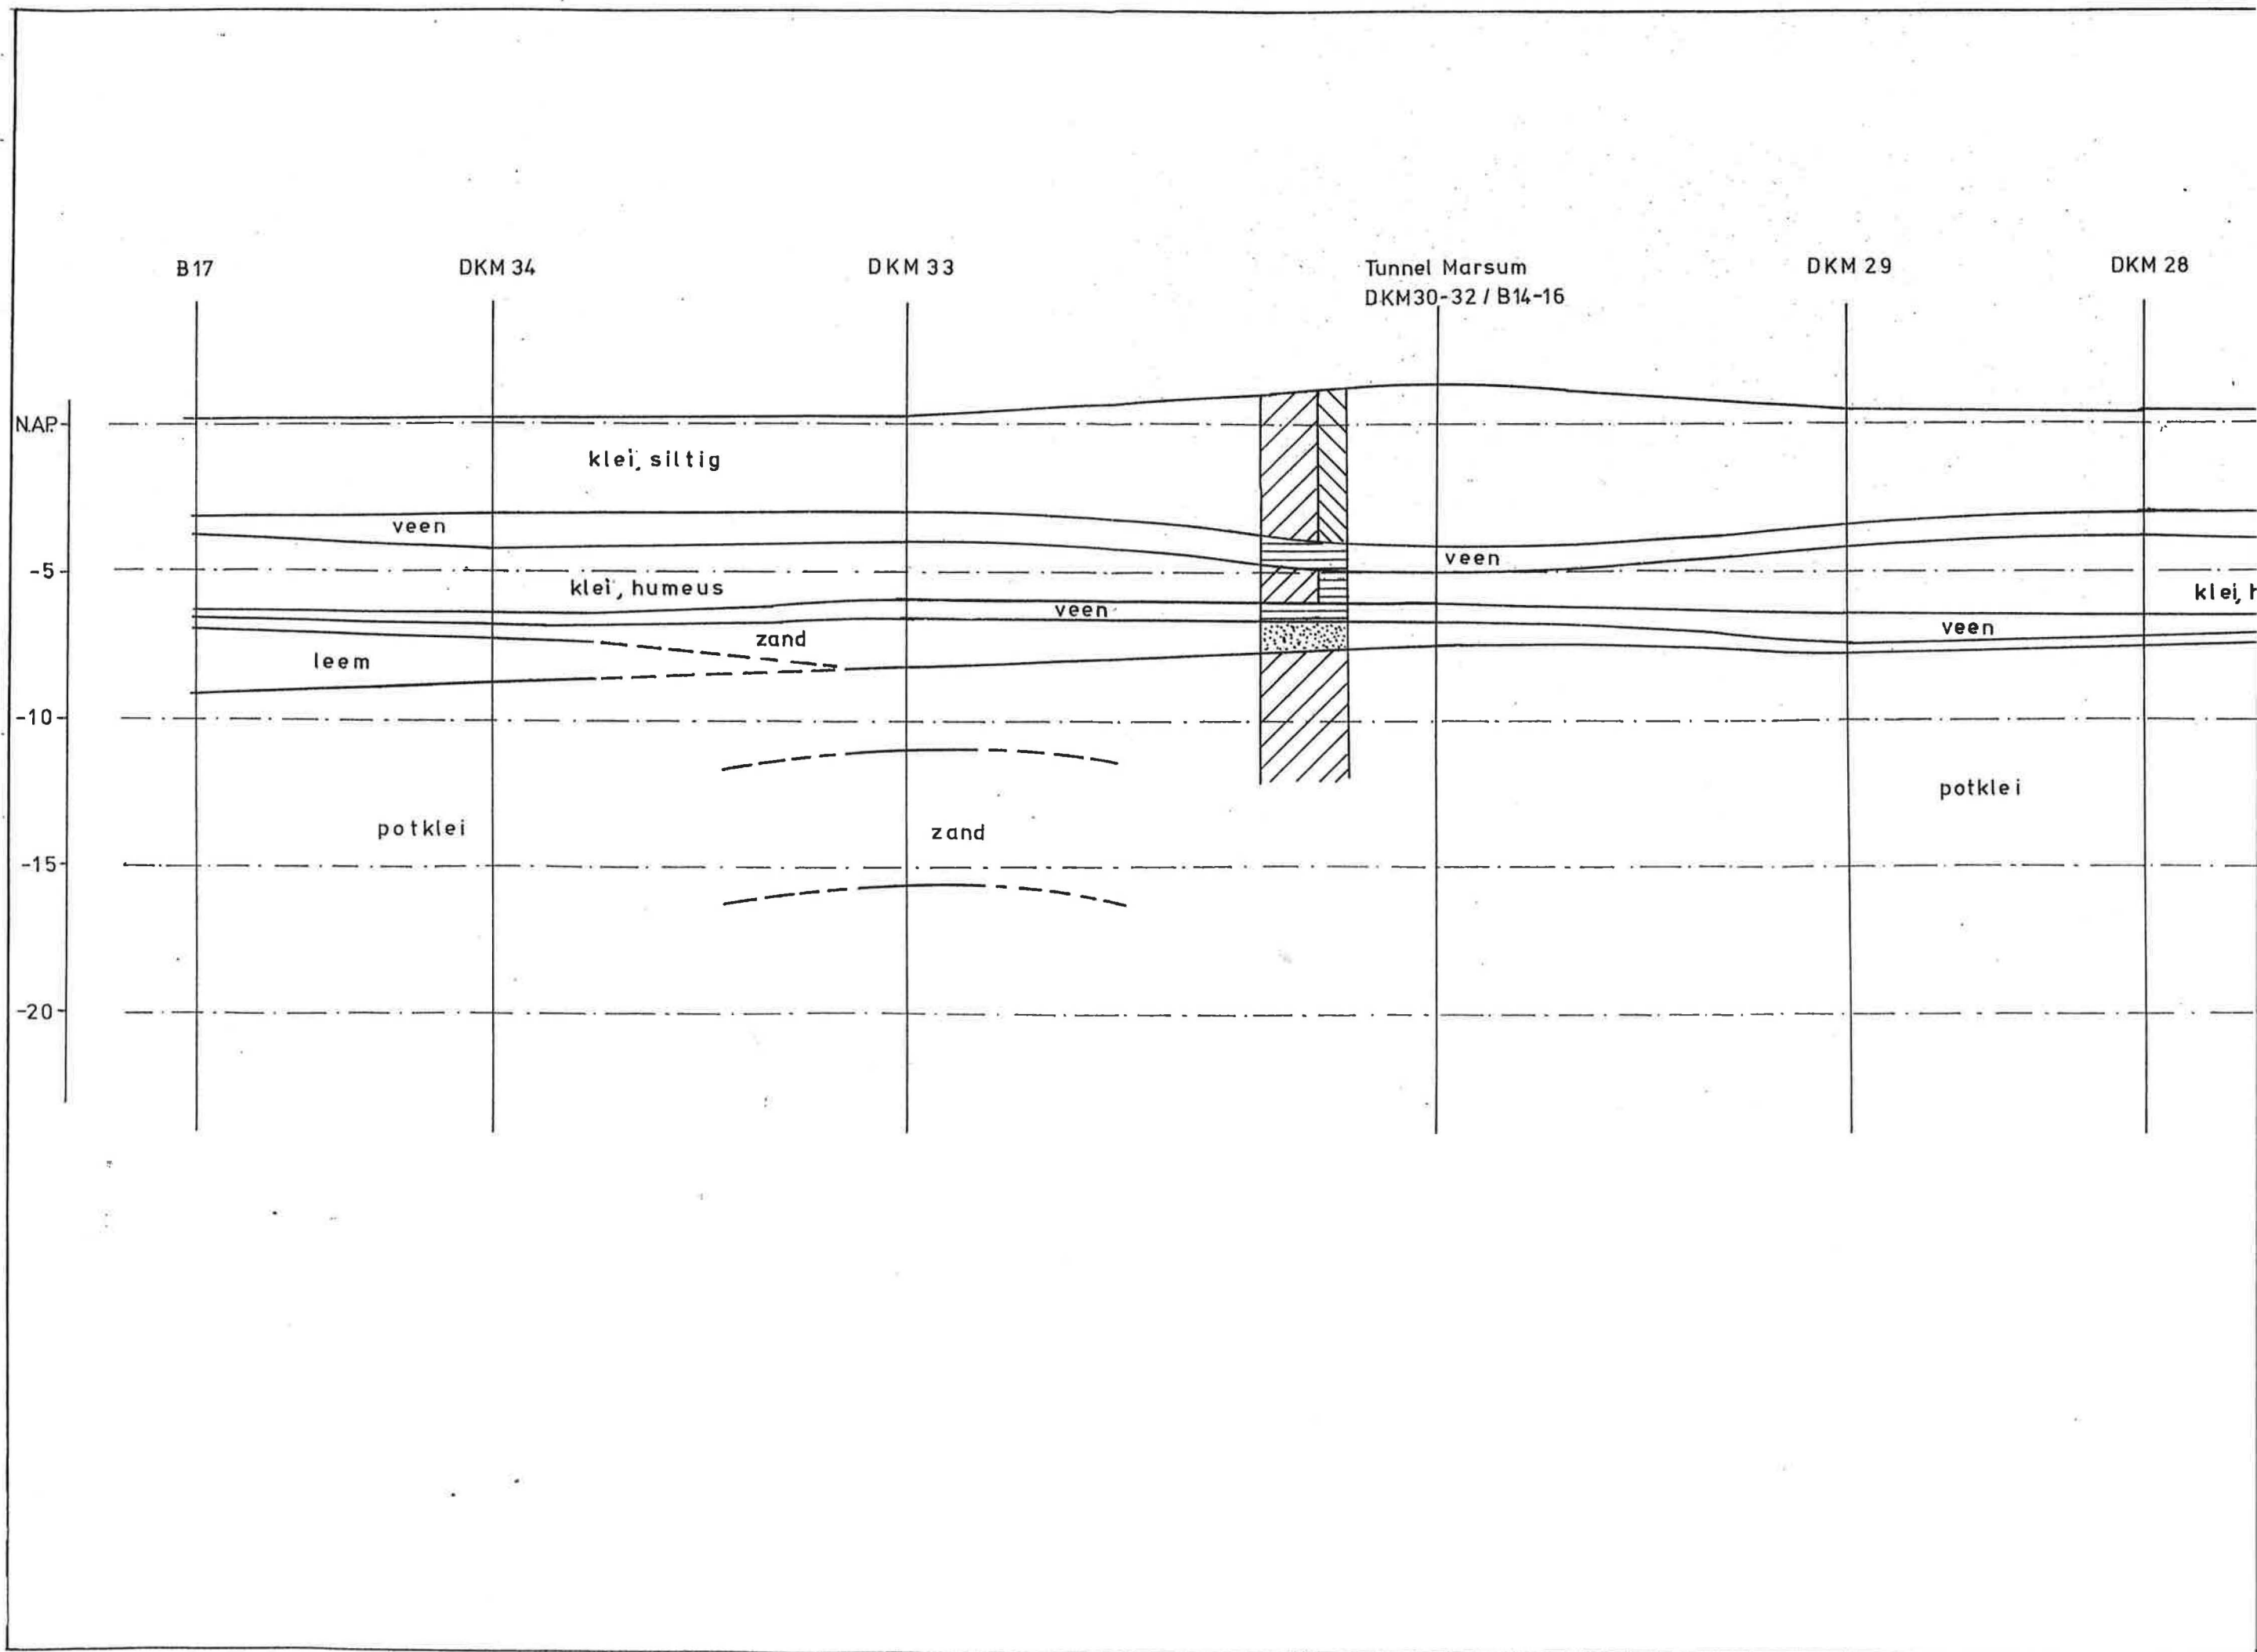 B17
DKM 34
DKM 33
Tunnel Marsum
DKM30-32 / B14-16
DKM 29
DKM 28
N.A.P.
klei, siltig
veen
veen
-5
klei, humeus
klei, h
veen
veen
zand
leem
-10
potklei
potklei
zand
-15
-20